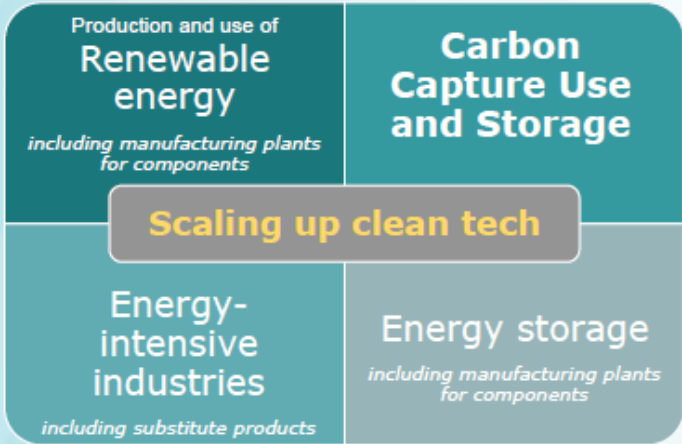 Production and use of
Renewable
energy
including manufacturing plants
for components
Carbon
Capture Use
and Storage
Scaling up clean tech
Energy-
intensive
industries
including substitute products
Energy storage
including manufacturing plants
for components